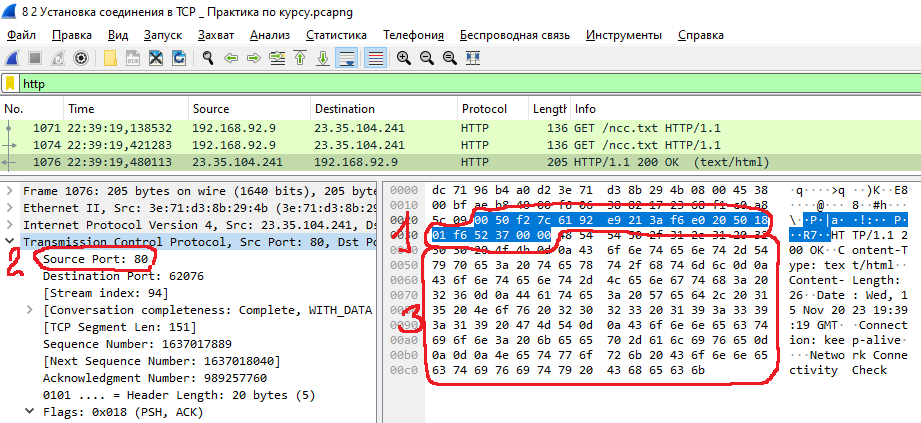 8 2 Установка соединения в TCP _ Практика по курсу.pcapng
Файл Правка Вид Запуск Захват Анализ Статистика Телефония Беспроводная связь Инструменты Справка
http
No. Time Source Destination Protocol Length Info
1071 22:39:19,138532 192.168.92.9 23.35.104.241 HTTP 136 GET /ncc.txt HTTP/1.1
1074 22:39:19,421283 192.168.92.9 23.35.104.241 HTTP 136 GET /ncc.txt HTTP/1.1
1076 22:39:19,480113 23.35.104.241 192.168.92.9 HTTP 205 HTTP/1.1 200 OK (text/html)
Frame 1076: 205 bytes on wire (1640 bits), 205 byte
Ethernet II, Src: 3e:71:d3:8b:29:4b (3e:71:d3:8b:29
Internet Protocol Version 4, Src: 23.35.104.241, Ds
Transmission Control Protocol, Src Port: 80, Dst Po
2
Source Port: 80
Destination Port: 62076
[Stream index: 94]
[Conversation completeness: Complete, WITH_DATA
[TCP Segment Len: 151]
Sequence Number: 1637017889
[Next Sequence Number: 1637018040]
Acknowledgment Number: 989257760
0101 .... = Header Length: 20 bytes (5)
Flags: 0x018 (PSH, ACK)
0000 dc 71 96 b4 a0 d2 3e 71 d3 8b 29 4b 08 00 45 38 ·q····>q ··)K··E8
0010 00 bf ae b8 40 00 f6 06 38 02 17 23 68 f1 c0 a8 ····@··· 8··#h···
1
0020 5c 09 00 50 f2 7c 61 92 e9 21 3a f6 e0 20 50 18 \··P·|a· ·!:·· P·
0030 01 f6 52 37 00 00 48 54 54 50 2f 31 2e 31 20 32 ··R7··HT TP/1.1 2
0040 30 30 20 4f 4b 0d 0a 43 6f 6e 74 65 6e 74 2d 54 00 OK··C ontent-T
0050 79 70 65 3a 20 74 65 78 74 2f 68 74 6d 6c 0d 0a ype: tex t/html··
0060 43 6f 6e 74 65 6e 74 2d 4c 65 6e 67 74 68 3a 20 Content- Length:
3
0070 32 36 0d 0a 44 61 74 65 3a 20 57 65 64 2c 20 31 26··Date : Wed, 1
0080 35 20 4e 6f 76 20 32 30 32 33 20 31 39 3a 33 39 5 Nov 20 23 19:39
0090 3a 31 39 20 47 4d 54 0d 0a 43 6f 6e 6e 65 63 74 :19 GMT· ·Connect
00a0 69 6f 6e 3a 20 6b 65 65 70 2d 61 6c 69 76 65 0d ion: kee p-alive·
00b0 0a 0d 0a 4e 65 74 77 6f 72 6b 20 43 6f 6e 6e 65 ···Netwo rk Conne
00c0 63 74 69 76 69 74 79 20 43 68 65 63 6b ctivity Check